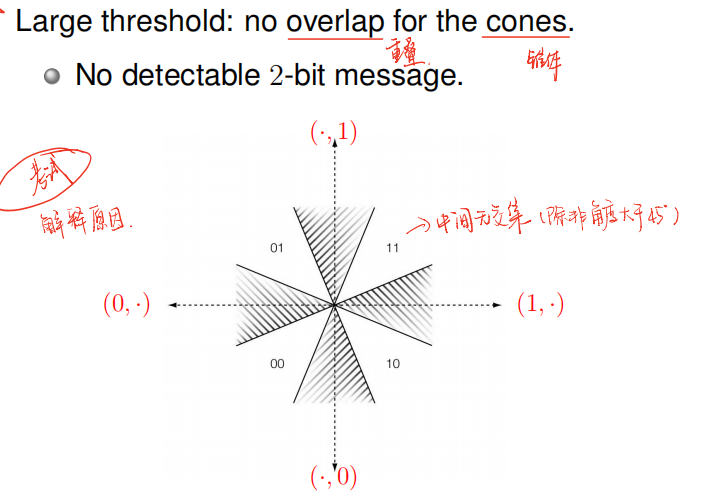 Large threshold: no overlap for the cones.
重叠.
锥体
No detectable 2-bit message.
(·, 1)
考试
解释原因.
→中间无交集(除非角度大于45°)
01
11
(0, ·)
(1, ·)
00
10
(·, 0)